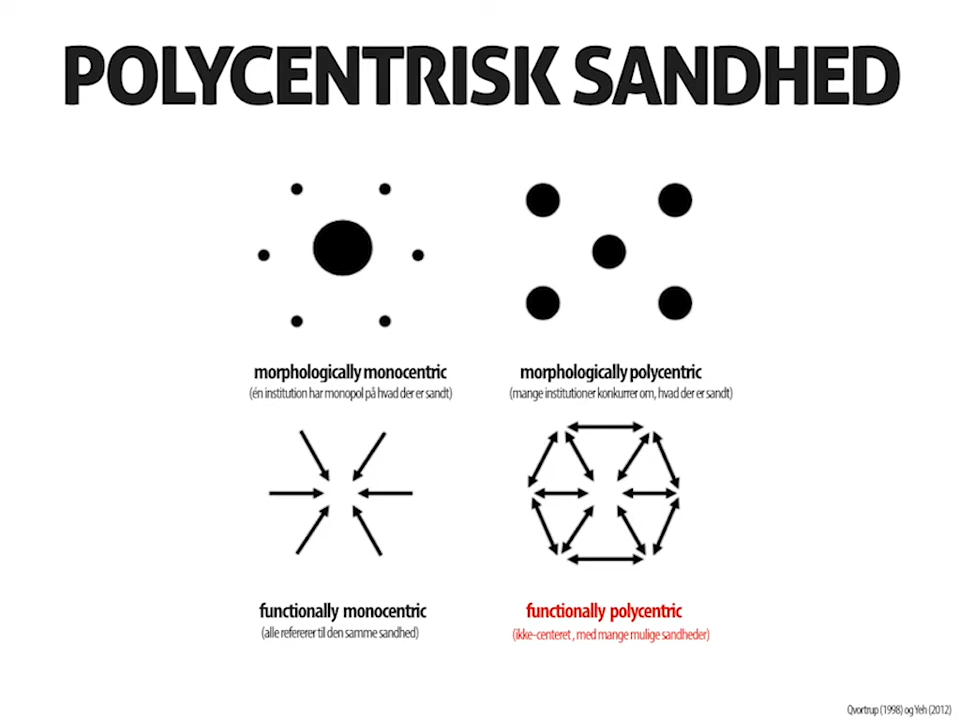 POLYCENTRISK SANDHED
morphologically monocentric
(én institution har monopol på hvad der er sandt)
morphologically polycentric
(mange institutioner konkurrer om, hvad der er sandt)
functionally monocentric
(alle refererer til den samme sandhed)
functionally polycentric
(ikke-centeret , med mange mulige sandheder)
Qvortrup (1998) og Yeh (2012)